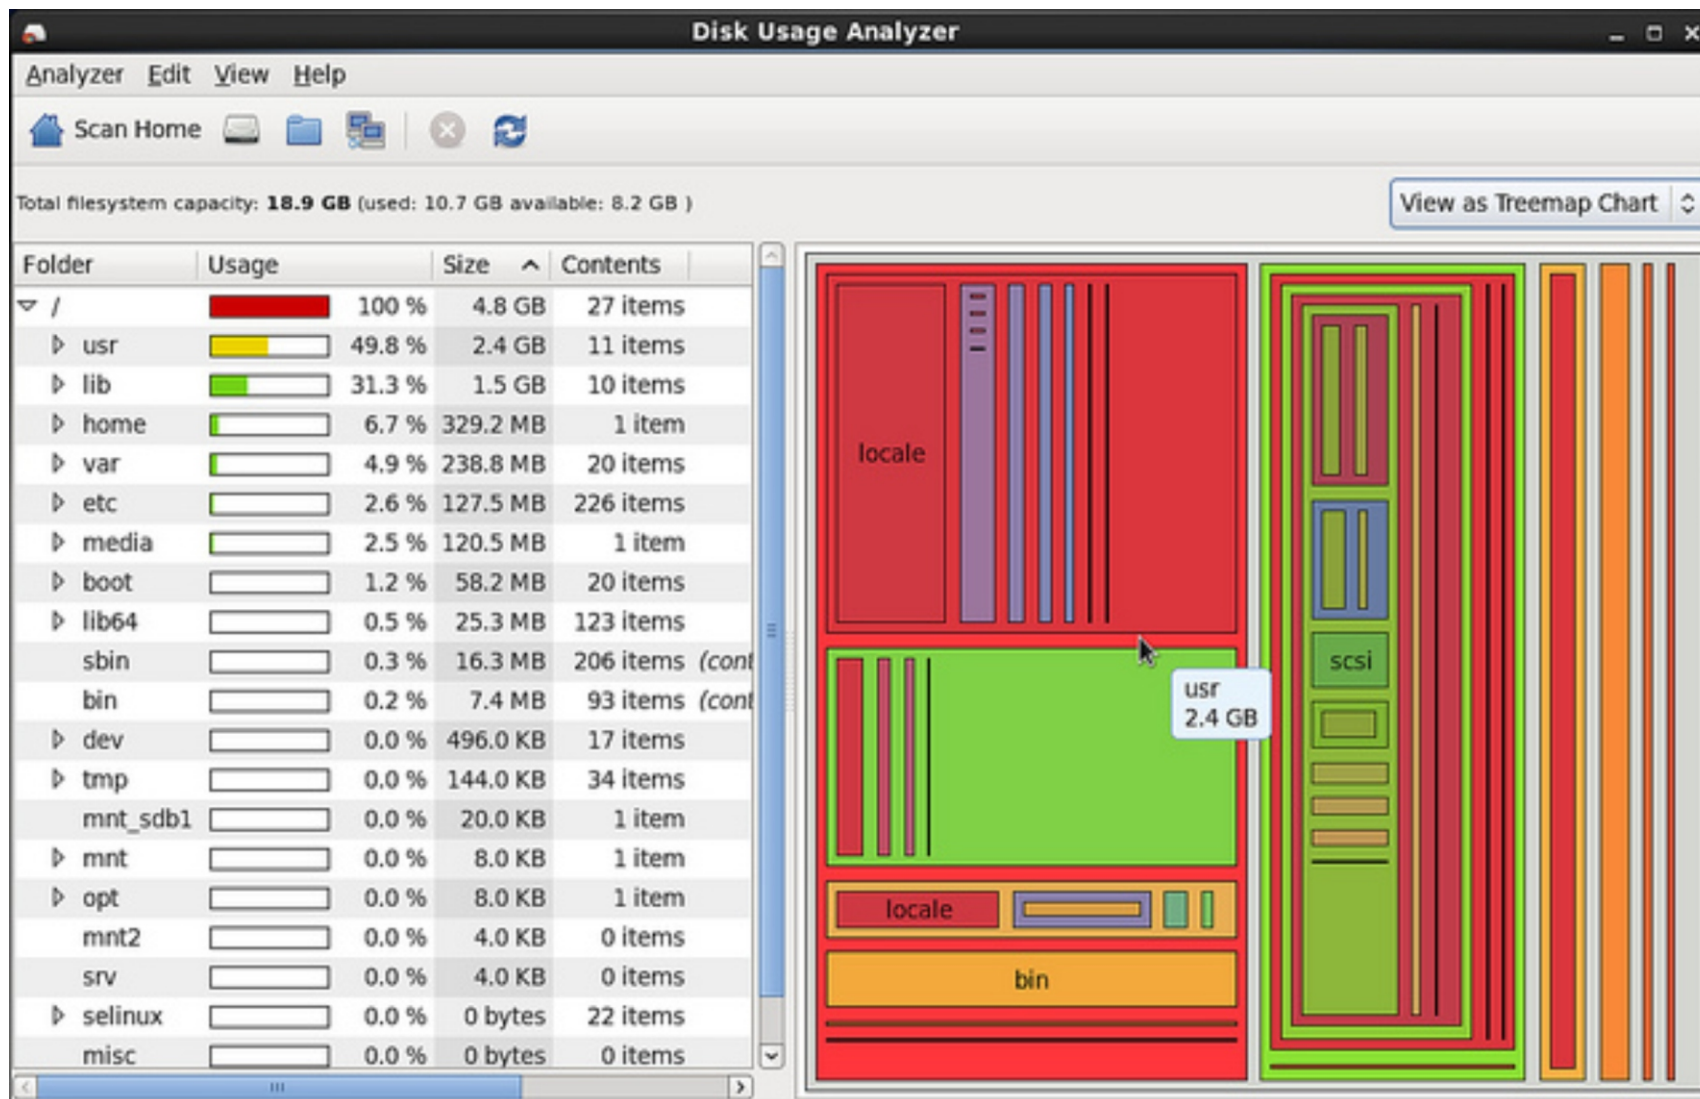 Disk Usage Analyzer
Analyzer Edit View Help
Scan Home
Total filesystem capacity: 18.9 GB (used: 10.7 GB available: 8.2 GB )
View as Treemap Chart
Folder Usage Size Contents
/ 100 % 4.8 GB 27 items
usr 49.8 % 2.4 GB 11 items
lib 31.3 % 1.5 GB 10 items
home 6.7 % 329.2 MB 1 item
var 4.9 % 238.8 MB 20 items
etc 2.6 % 127.5 MB 226 items
media 2.5 % 120.5 MB 1 item
boot 1.2 % 58.2 MB 20 items
lib64 0.5 % 25.3 MB 123 items
sbin 0.3 % 16.3 MB 206 items (cont
bin 0.2 % 7.4 MB 93 items (cont
dev 0.0 % 496.0 KB 17 items
tmp 0.0 % 144.0 KB 34 items
mnt_sdb1 0.0 % 20.0 KB 1 item
mnt 0.0 % 8.0 KB 1 item
opt 0.0 % 8.0 KB 1 item
mnt2 0.0 % 4.0 KB 0 items
srv 0.0 % 4.0 KB 0 items
selinux 0.0 % 0 bytes 22 items
misc 0.0 % 0 bytes 0 items
locale
scsi
usr
2.4 GB
locale
bin